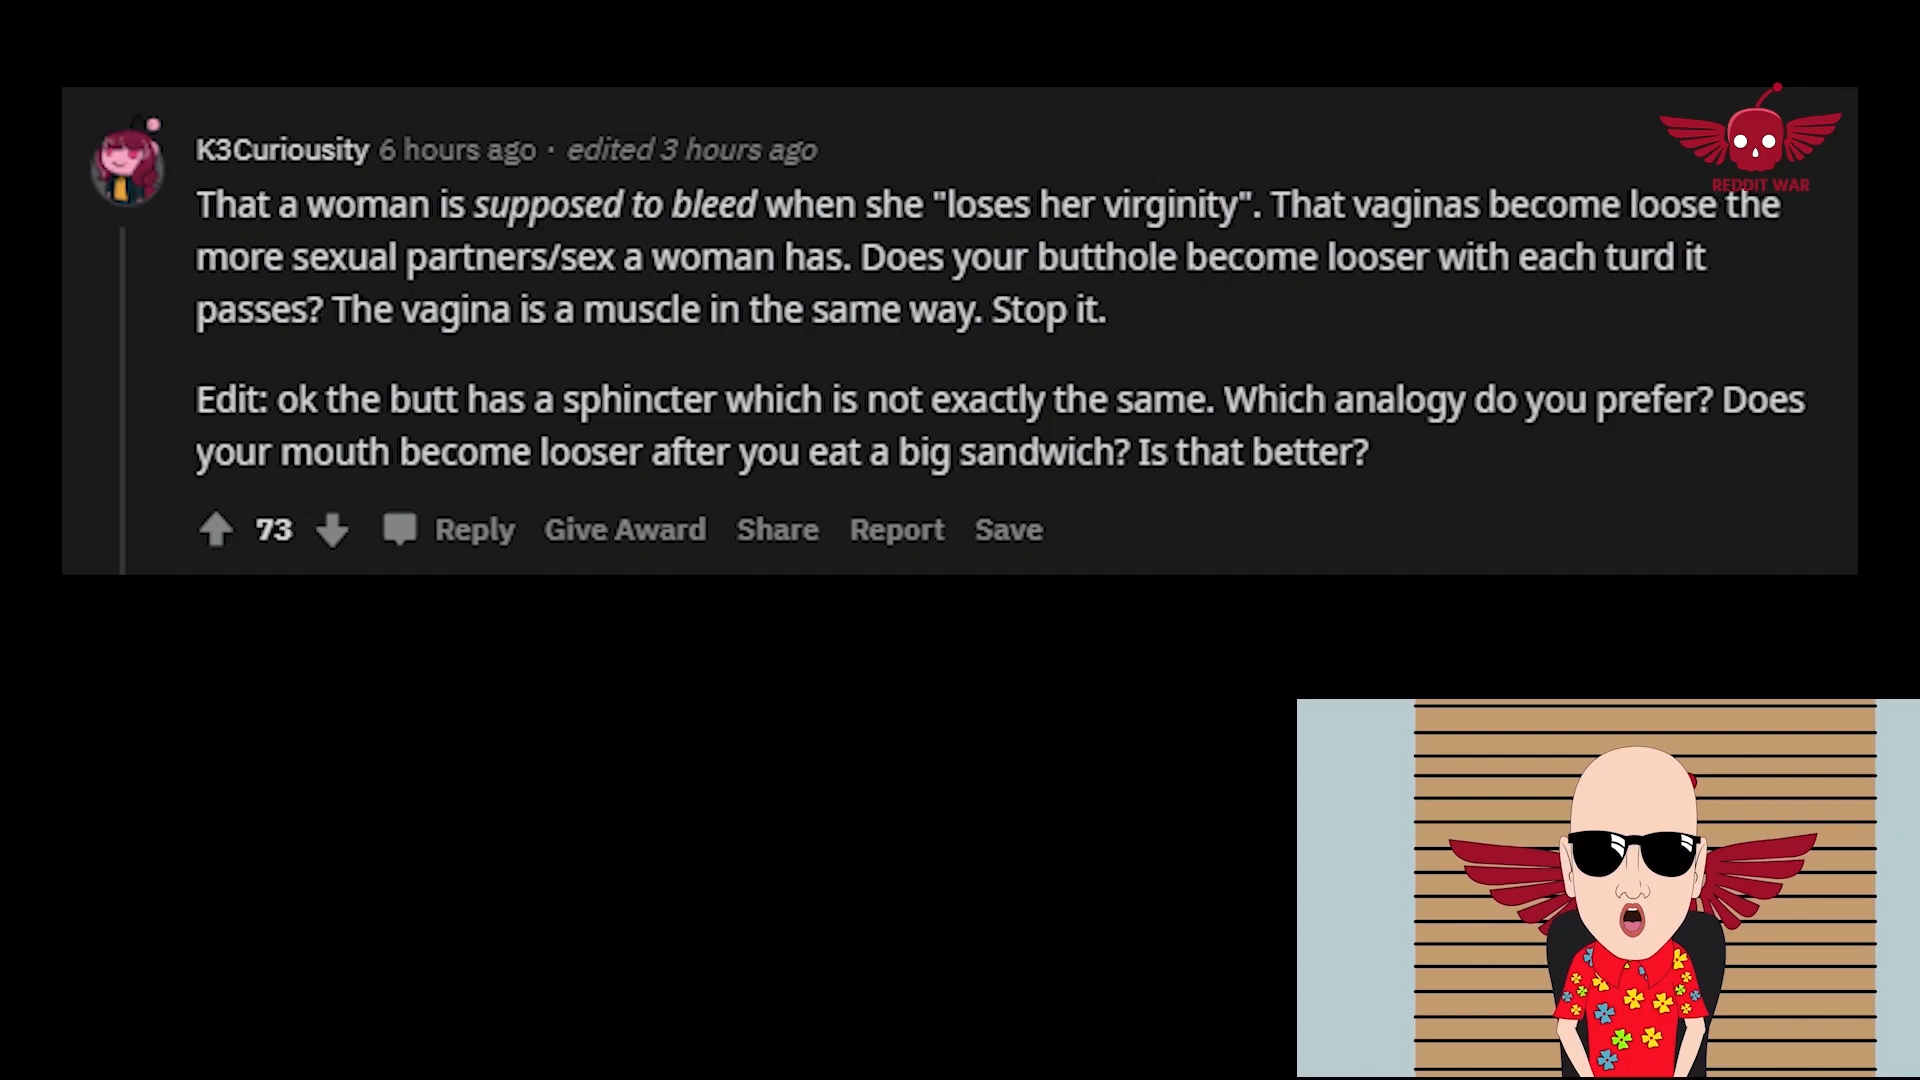 REDDIT WAR
K3Curiousity 6 hours ago · edited 3 hours ago
That a woman is supposed to bleed when she "loses her virginity". That vaginas become loose the
more sexual partners/sex a woman has. Does your butthole become looser with each turd it
passes? The vagina is a muscle in the same way. Stop it.
Edit: ok the butt has a sphincter which is not exactly the same. Which analogy do you prefer? Does
your mouth become looser after you eat a big sandwich? Is that better?
73 Reply Give Award Share Report Save